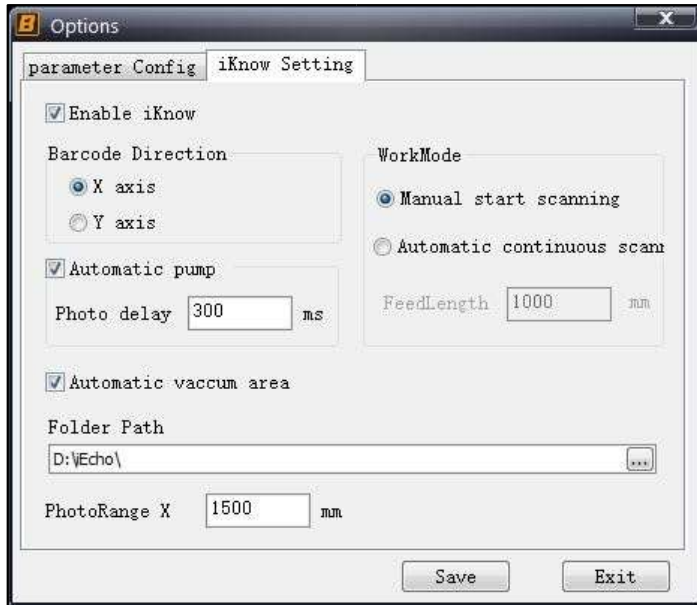 Options
parameter Config
iKnow Setting
Enable iKnow
Barcode Direction
X axis
Y axis
Automatic pump
Photo delay 300 ms
WorkMode
Manual start scanning
Automatic continuous scann
FeedLength 1000 mm
Automatic vaccum area
Folder Path
D:\iEcho\
...
PhotoRange X 1500 mm
Save
Exit